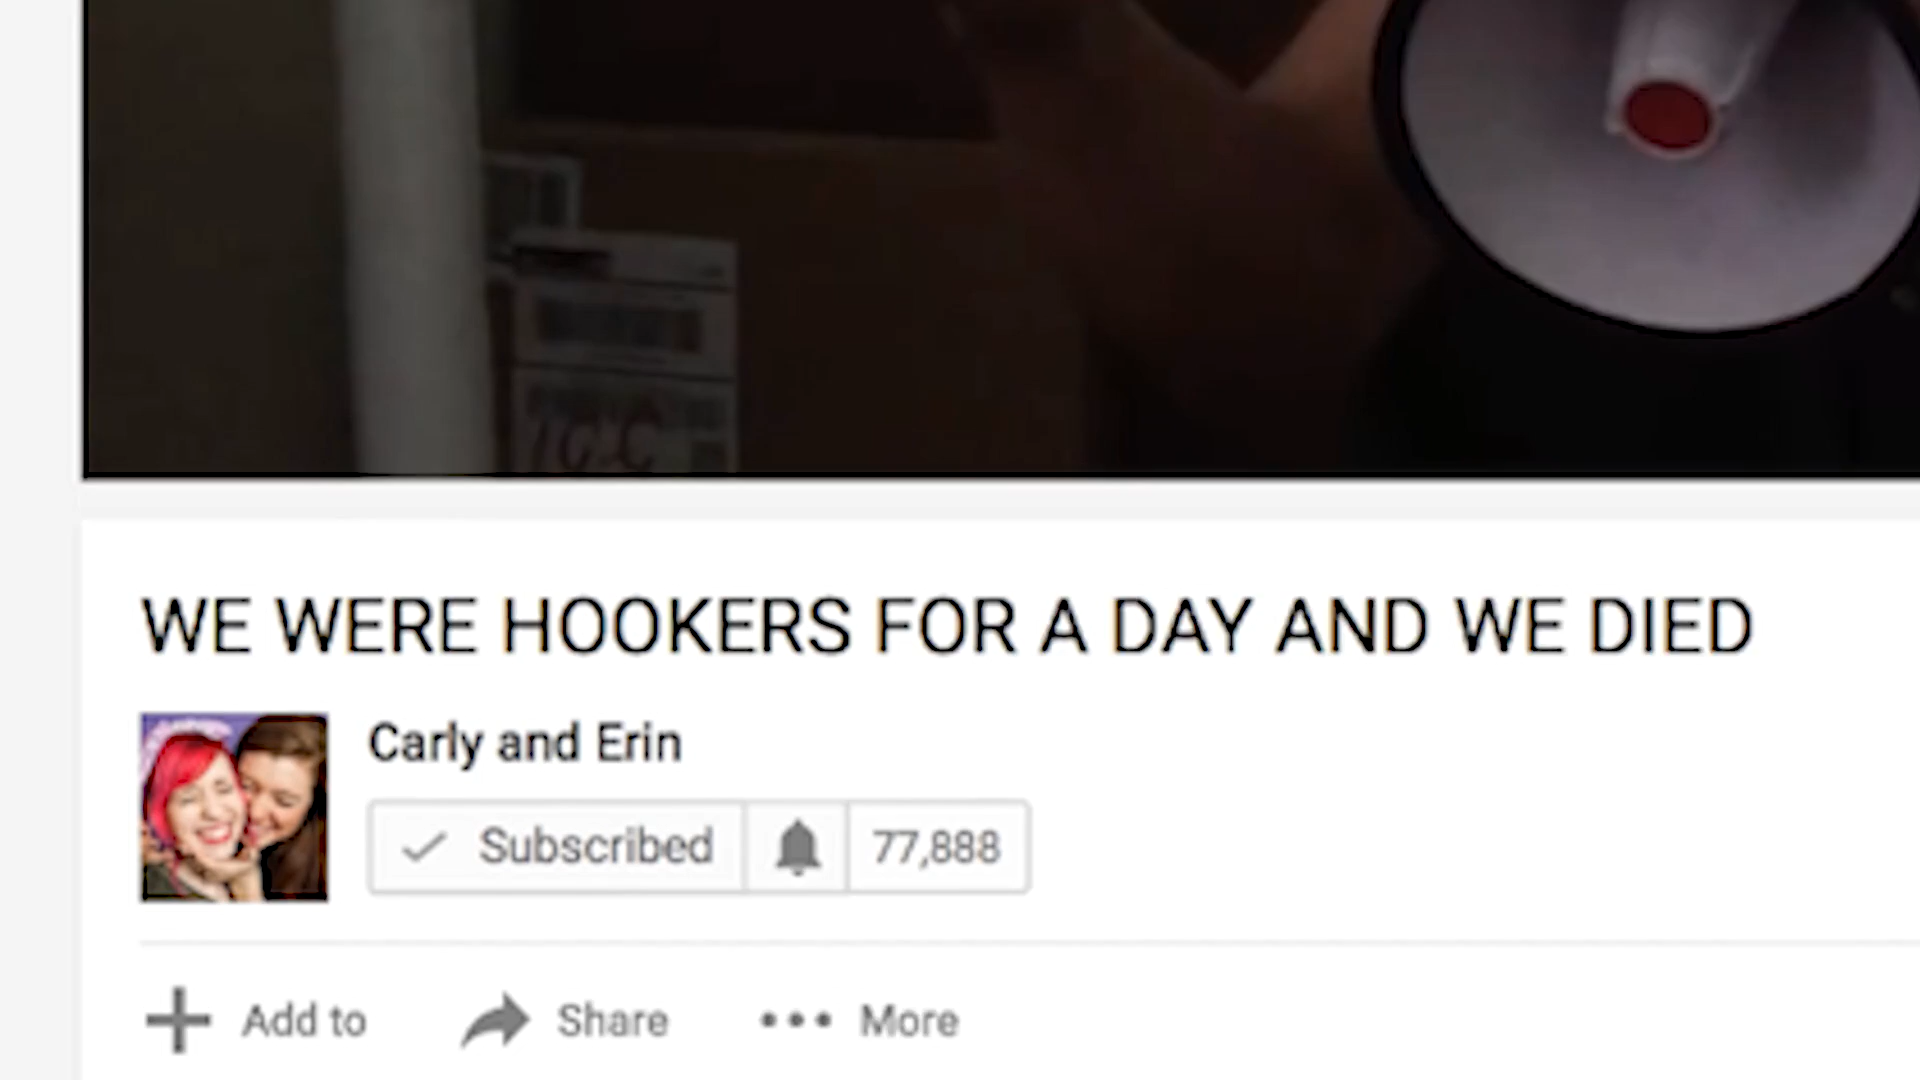 WE WERE HOOKERS FOR A DAY AND WE DIED
Carly and Erin
Subscribed 77,888
Add to Share More